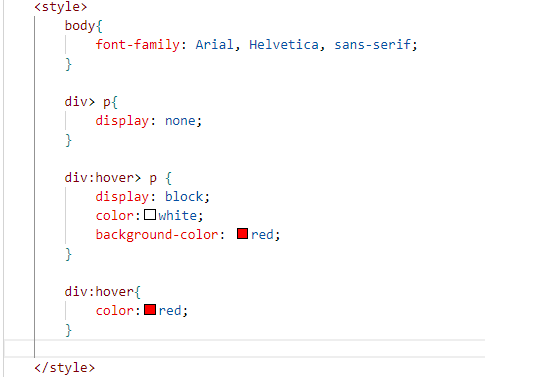 <style>
body{
font-family: Arial, Helvetica, sans-serif;
}
div> p{
display: none;
}
div:hover> p {
display: block;
color:white;
background-color: red;
}
div:hover{
color:red;
}
</style>